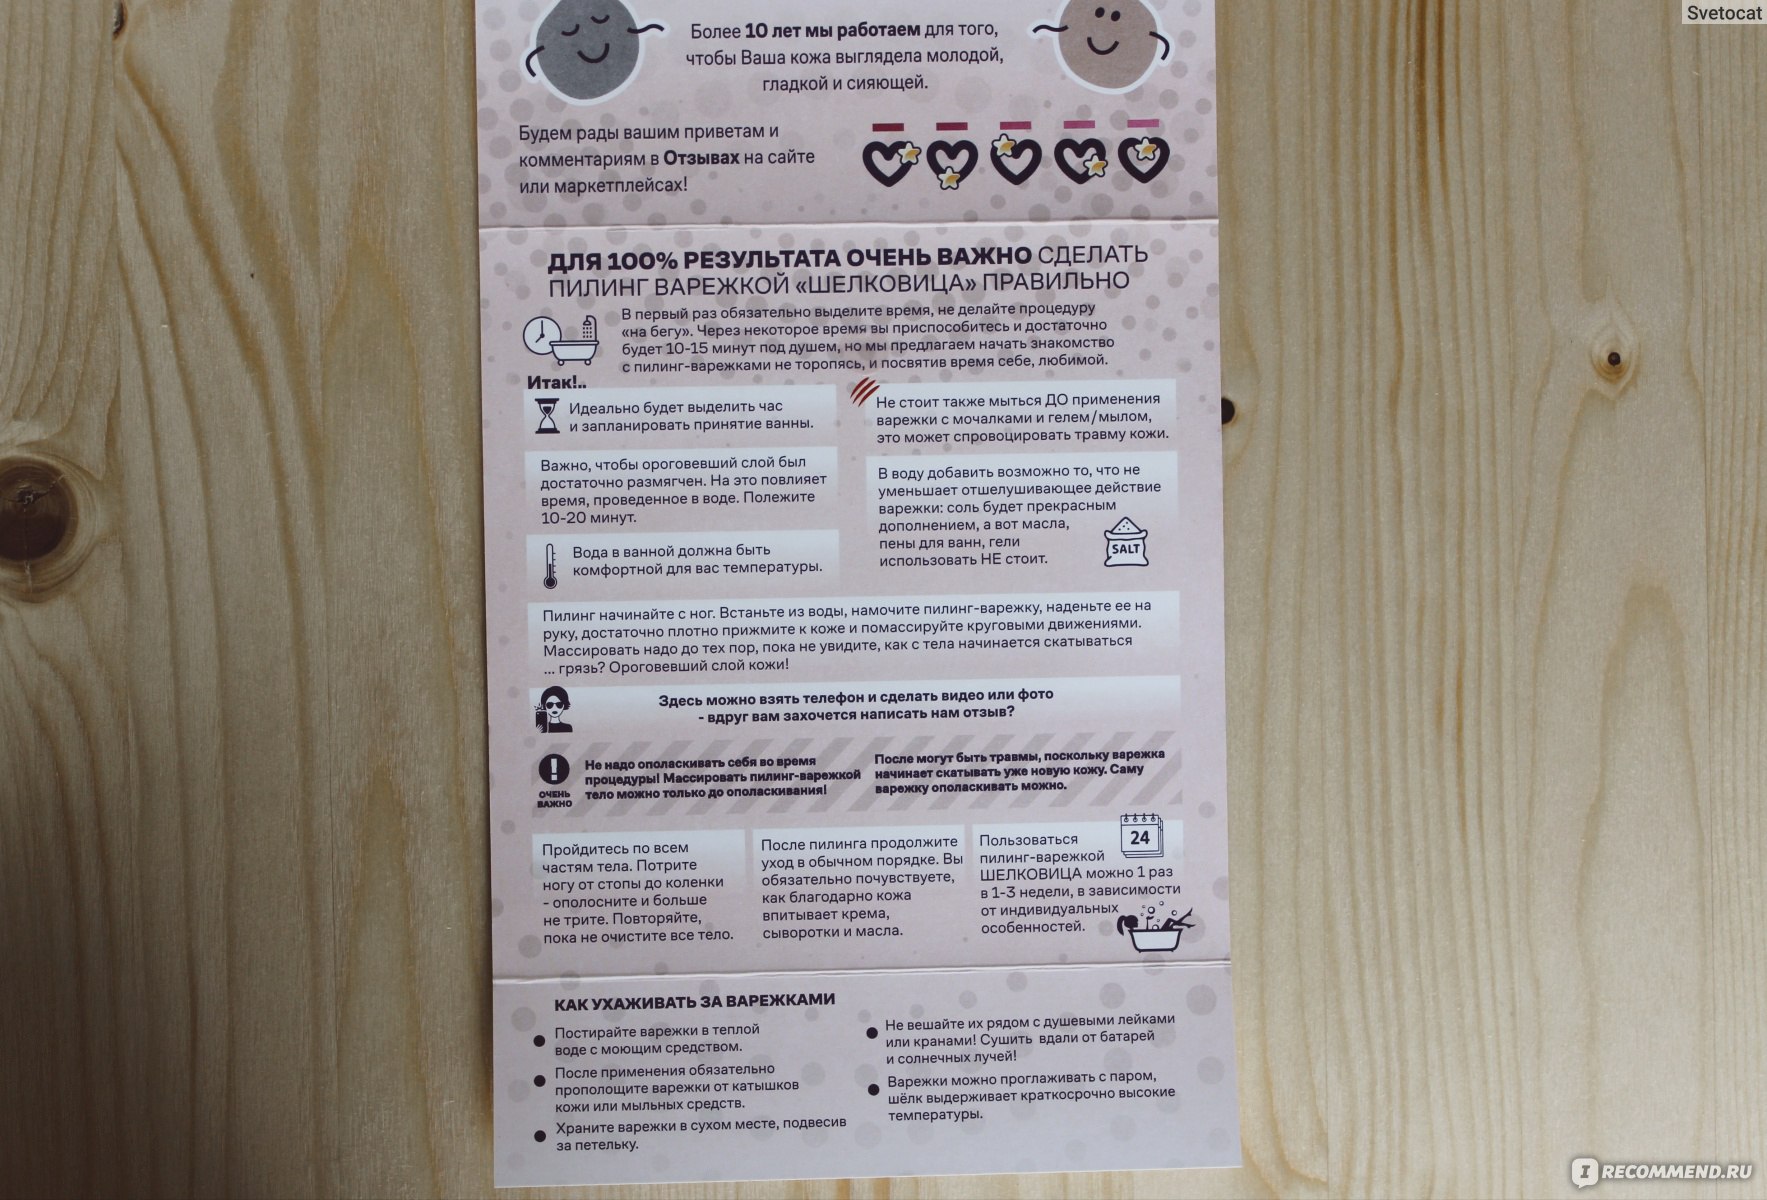 Svetocat
Более 10 лет мы работаем для того,
чтобы Ваша кожа выглядела молодой,
гладкой и сияющей.
Будем рады вашим приветам и
комментариям в Отзывах на сайте
или маркетплейсах!
ДЛЯ 100% РЕЗУЛЬТАТА ОЧЕНЬ ВАЖНО СДЕЛАТЬ
ПИЛИНГ ВАРЕЖКОЙ «ШЕЛКОВИЦА» ПРАВИЛЬНО
В первый раз обязательно выделите время, не делайте процедуру
«на бегу». Через некоторое время вы приспособитесь и достаточно
будет 10-15 минут под душем, но мы предлагаем начать знакомство
с пилинг-варежками не торопясь, и посвятив время себе, любимой.
Итак!..
Идеально будет выделить час
и запланировать принятие ванны.
Важно, чтобы ороговевший слой был
достаточно размягчен. На это повлияет
время, проведенное в воде. Полежите
10-20 минут.
Вода в ванной должна быть
комфортной для вас температуры.
Не стоит также мыться ДО применения
варежки с мочалками и гелем/мылом,
это может спровоцировать травму кожи.
В воду добавить возможно то, что не
уменьшает отшелушивающее действие
варежки: соль будет прекрасным
дополнением, а вот масла,
пены для ванн, гели
использовать НЕ стоит.
SALT
Пилинг начинайте с ног. Встаньте из воды, намочите пилинг-варежку, наденьте ее на
руку, достаточно плотно прижмите к коже и помассируйте круговыми движениями.
Массировать надо до тех пор, пока не увидите, как с тела начинается скатываться
... грязь? Ороговевший слой кожи!
Здесь можно взять телефон и сделать видео или фото
- вдруг вам захочется написать нам отзыв?
ОЧЕНЬ
ВАЖНО
Не надо ополаскивать себя во время
процедуры! Массировать пилинг-варежкой
тело можно только до ополаскивания!
После могут быть травмы, поскольку варежка
начинает скатывать уже новую кожу. Саму
варежку ополаскивать можно.
Пройдитесь по всем
частям тела. Потрите
ногу от стопы до коленки
- ополосните и больше
не трите. Повторяйте,
пока не очистите все тело.
После пилинга продолжите
уход в обычном порядке. Вы
обязательно почувствуете,
как благодарно кожа
впитывает крема,
сыворотки и масла.
24
Пользоваться
пилинг-варежкой
ШЕЛКОВИЦА можно 1 раз
в 1-3 недели, в зависимости
от индивидуальных
особенностей.
КАК УХАЖИВАТЬ ЗА ВАРЕЖКАМИ
● Постирайте варежки в теплой
воде с моющим средством.
● После применения обязательно
прополощите варежки от катышков
кожи или мыльных средств.
● Храните варежки в сухом месте, подвесив
за петельку.
● Не вешайте их рядом с душевыми лейками
или кранами! Сушить вдали от батарей
и солнечных лучей!
● Варежки можно проглаживать с паром,
шёлк выдерживает краткосрочно высокие
температуры.
IRECOMMEND.RU